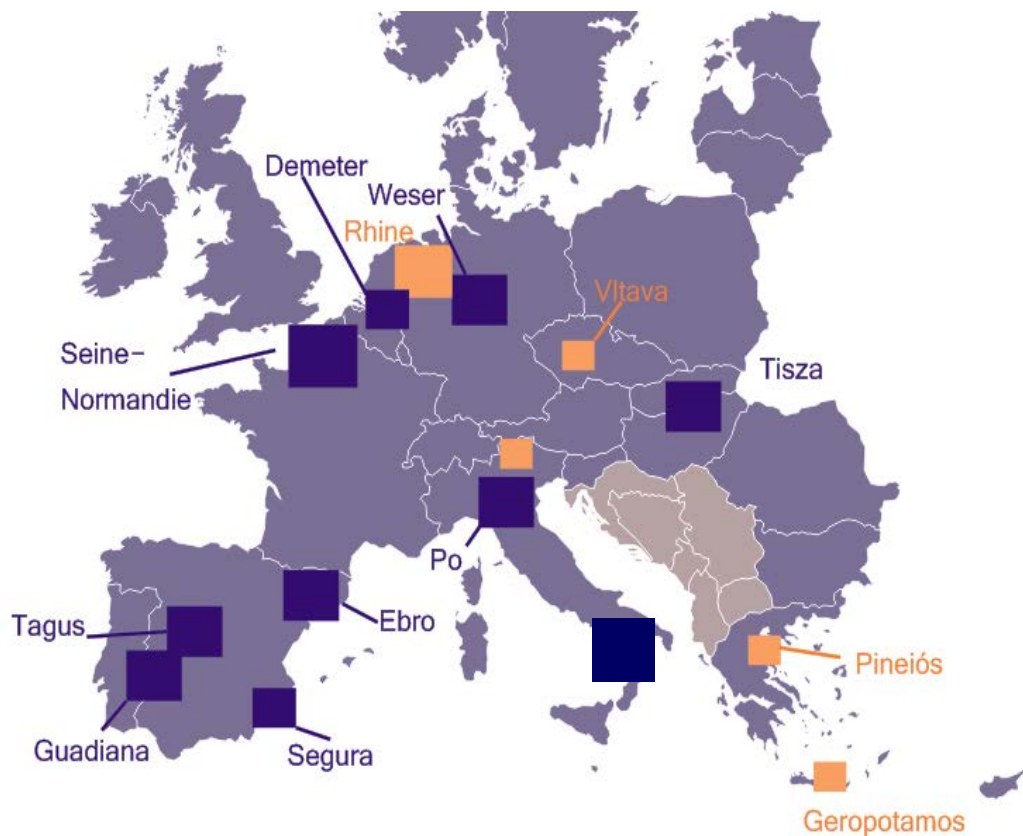 Demeter
Weser
Rhine
Vltava
Seine–
Normandie
Tisza
Po
Tagus
Ebro
Pineiós
Guadiana
Segura
Geropotamos